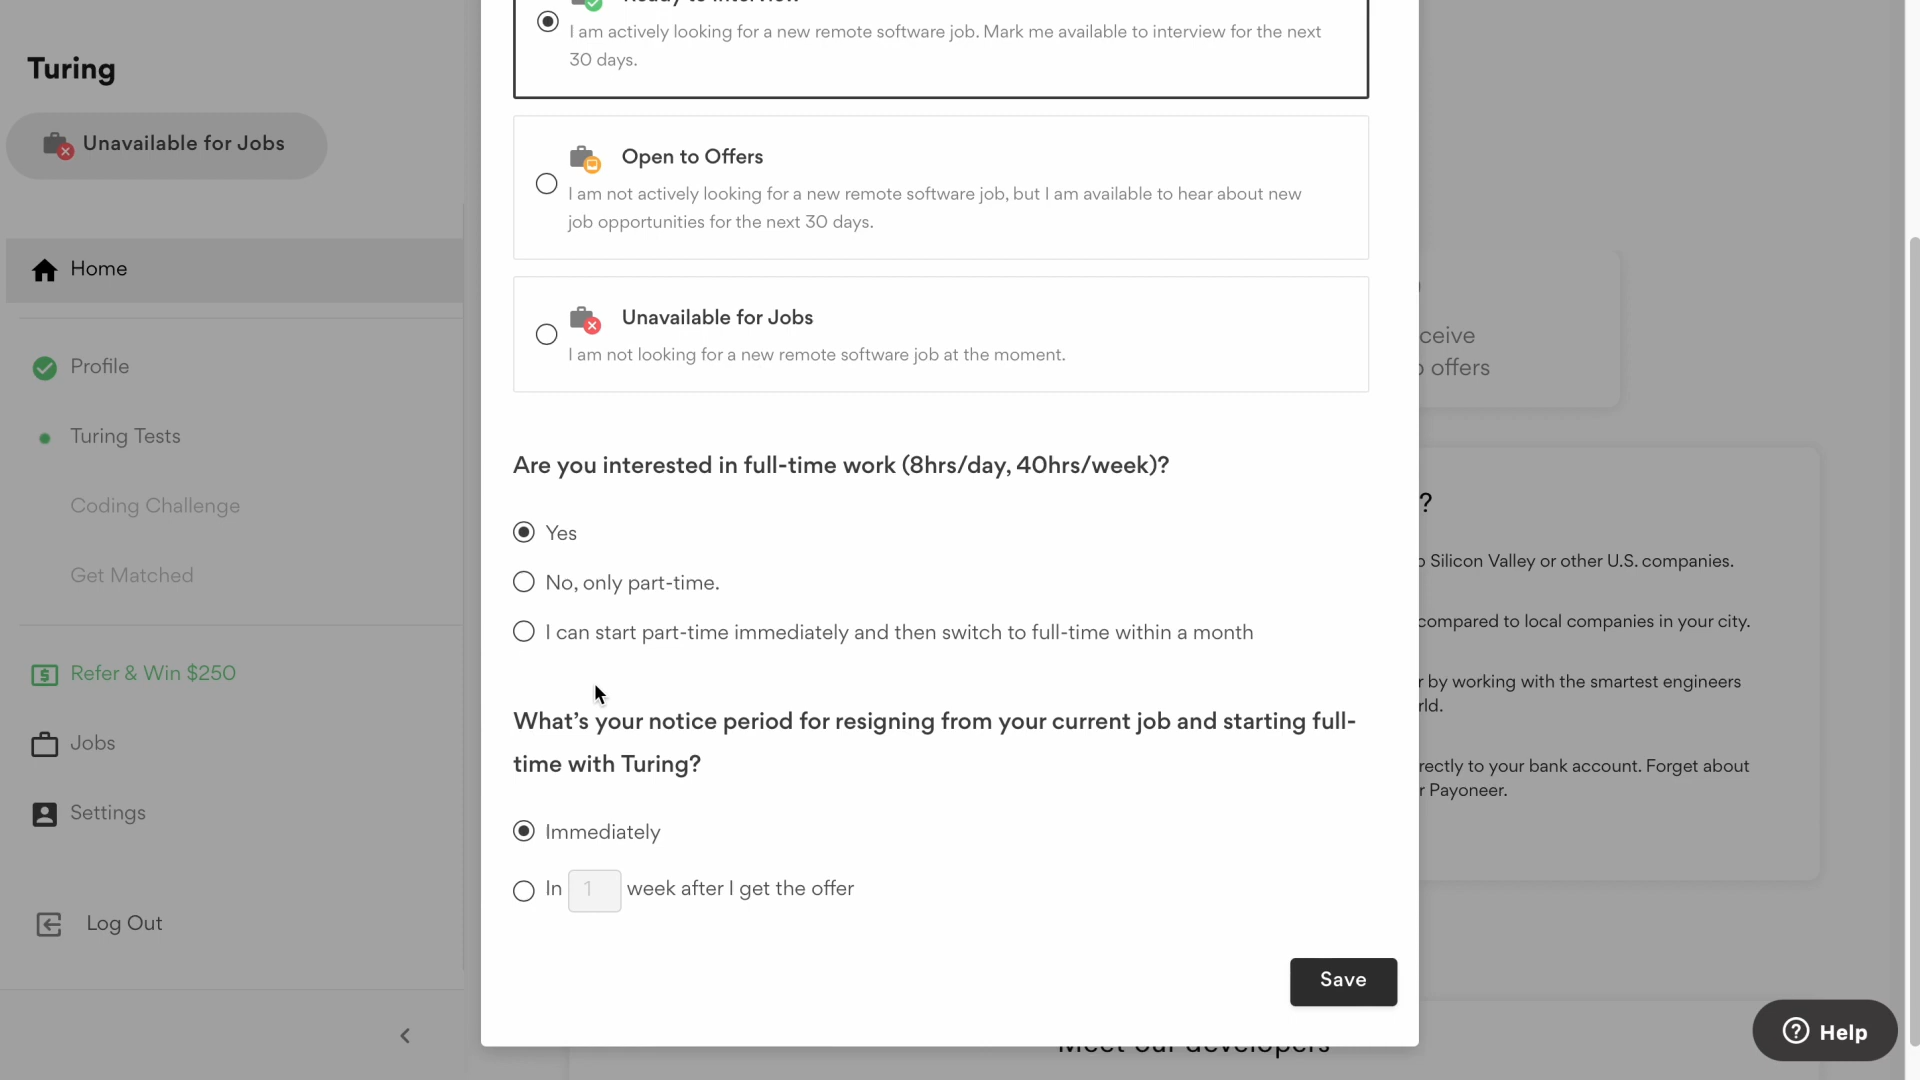 Turing
Unavailable for Jobs
Home
Profile
Turing Tests
Coding Challenge
Get Matched
Refer & Win $250
Jobs
Settings
Log Out
I am actively looking for a new remote software job. Mark me available to interview for the next
30 days.
Open to Offers
I am not actively looking for a new remote software job, but I am available to hear about new
job opportunities for the next 30 days.
Unavailable for Jobs
I am not looking for a new remote software job at the moment.
Are you interested in full-time work (8hrs/day, 40hrs/week)?
Yes
No, only part-time.
I can start part-time immediately and then switch to full-time within a month
What's your notice period for resigning from your current job and starting full-
time with Turing?
Immediately
In 1 week after I get the offer
Save
ceive
offers
?
Silicon Valley or other U.S. companies.
compared to local companies in your city.
r by working with the smartest engineers
rld.
rectly to your bank account. Forget about
r Payoneer.
Meet our developers
Help